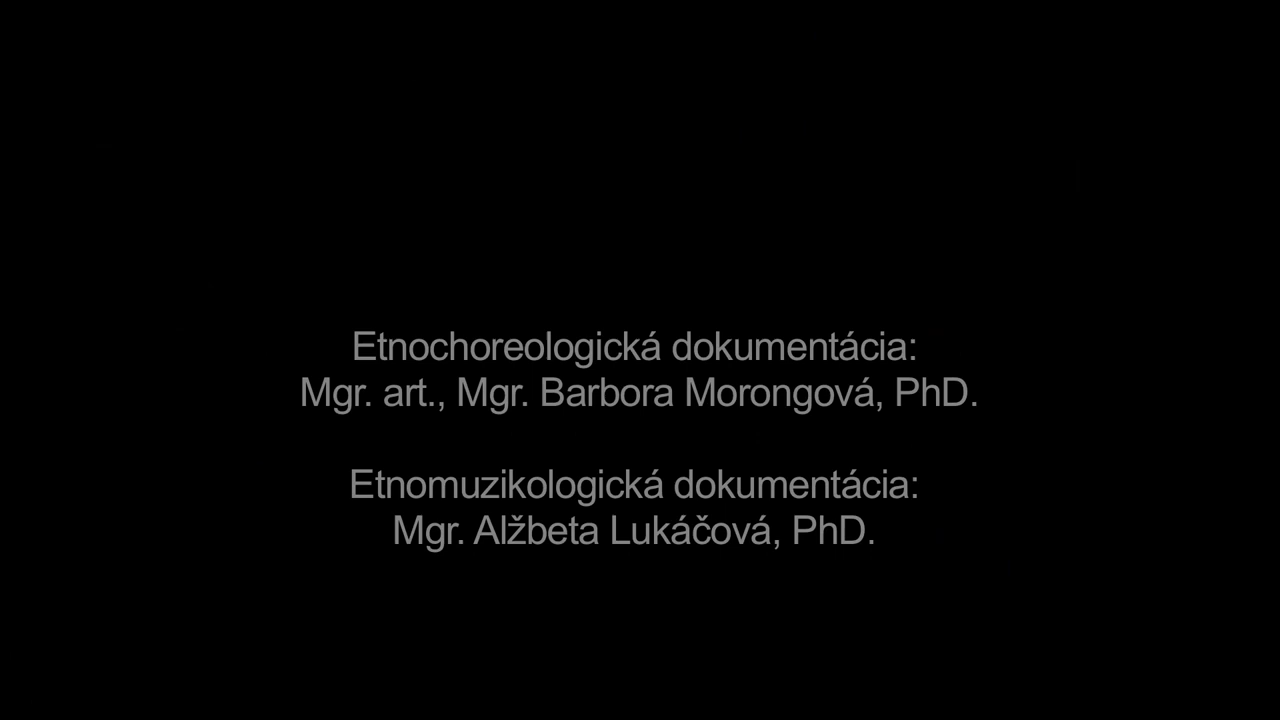 Etnochoreologická dokumentácia:
Mgr. art., Mgr. Barbora Morongová, PhD.
Etnomuzikologická dokumentácia:
Mgr. Alžbeta Lukáčová, PhD.